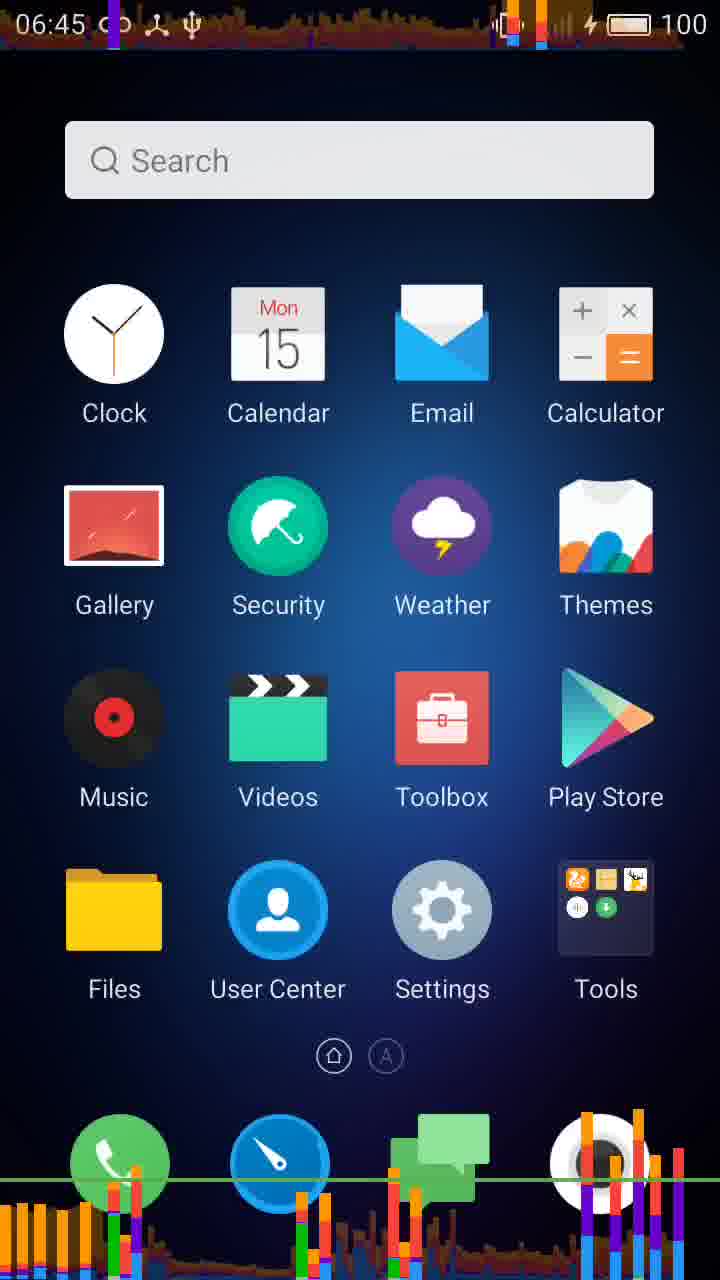 06:45 100
Search
Mon
15
Clock Calendar Email Calculator
Gallery Security Weather Themes
Music Videos Toolbox Play Store
Files User Center Settings Tools
A